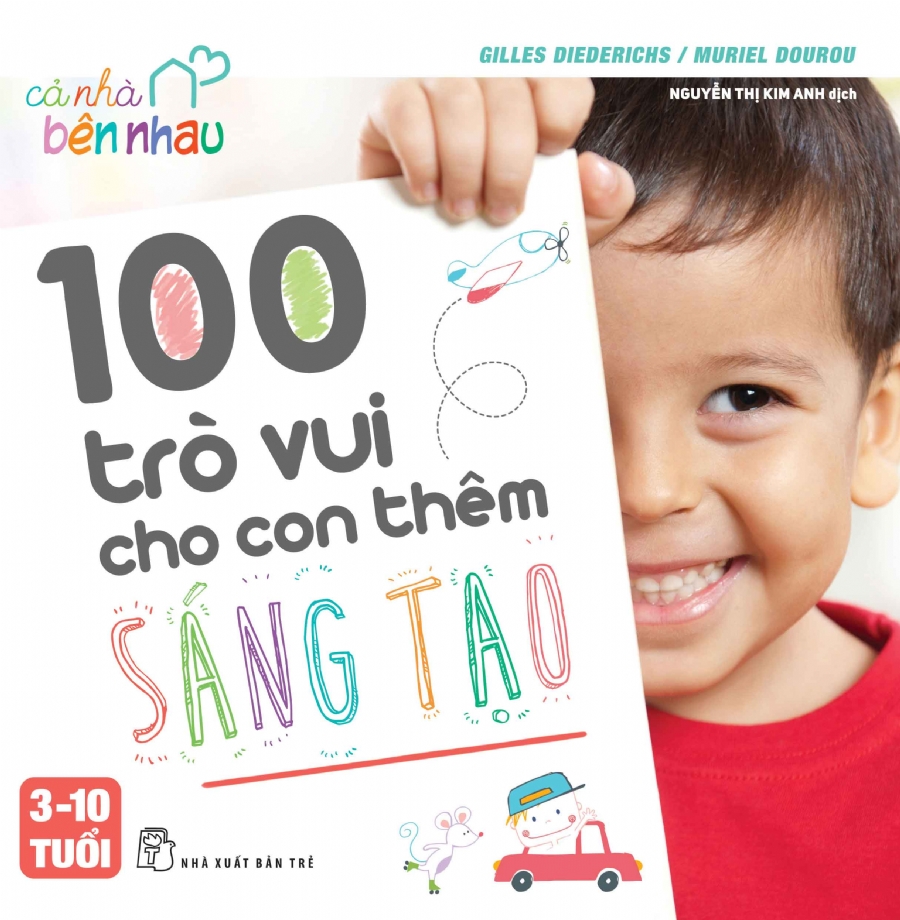 GILLES DIEDERICHS / MURIEL DOUROU
NGUYỄN THỊ KIM ANH dịch
cả nhà
bên nhau
100
trò vui
cho con thêm
SÁNG TẠO
3-10
TUỔI
NHÀ XUẤT BẢN TRẺ